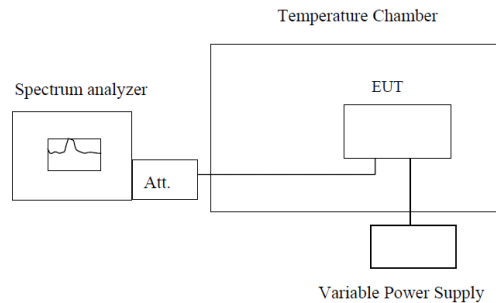 Temperature Chamber
Spectrum analyzer
EUT
Att.
Variable Power Supply